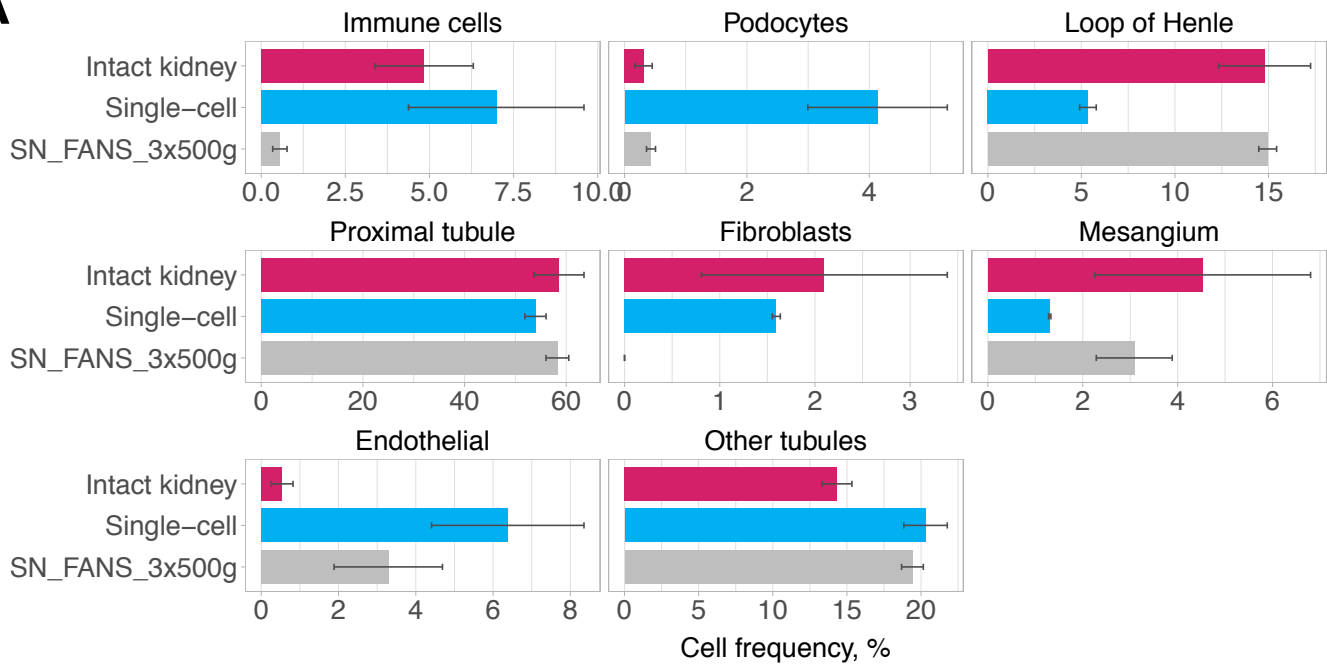 A
Immune cells Podocytes Loop of Henle
Intact kidney
Single−cell
SN_FANS_3x500g
0.0 2.5 5.0 7.5 10.0 0 2 4 0 5 10 15
Proximal tubule Fibroblasts Mesangium
Intact kidney
Single−cell
SN_FANS_3x500g
0 20 40 60 0 1 2 3 0 2 4 6
Endothelial Other tubules
Intact kidney
Single−cell
SN_FANS_3x500g
0 2 4 6 8 0 5 10 15 20
Cell frequency, %